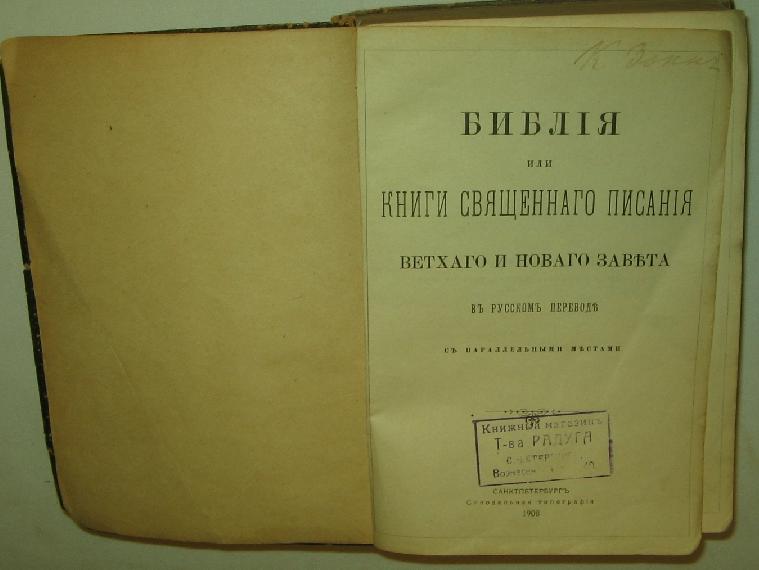 К
БИБЛІЯ
или
КНИГИ СВЯЩЕННАГО ПИСАНІЯ
ВЕТХАГО И НОВАГО ЗАВѢТА
ВЪ РУССКОМЪ ПЕРЕВОДѢ
СЪ ПАРАЛЛЕЛЬНЫМИ МѢСТАМИ
Книжный магазинъ
Т-ва РАДУГА
САНКТПЕТЕРБУРГЪ
Синодальная типографія
1908